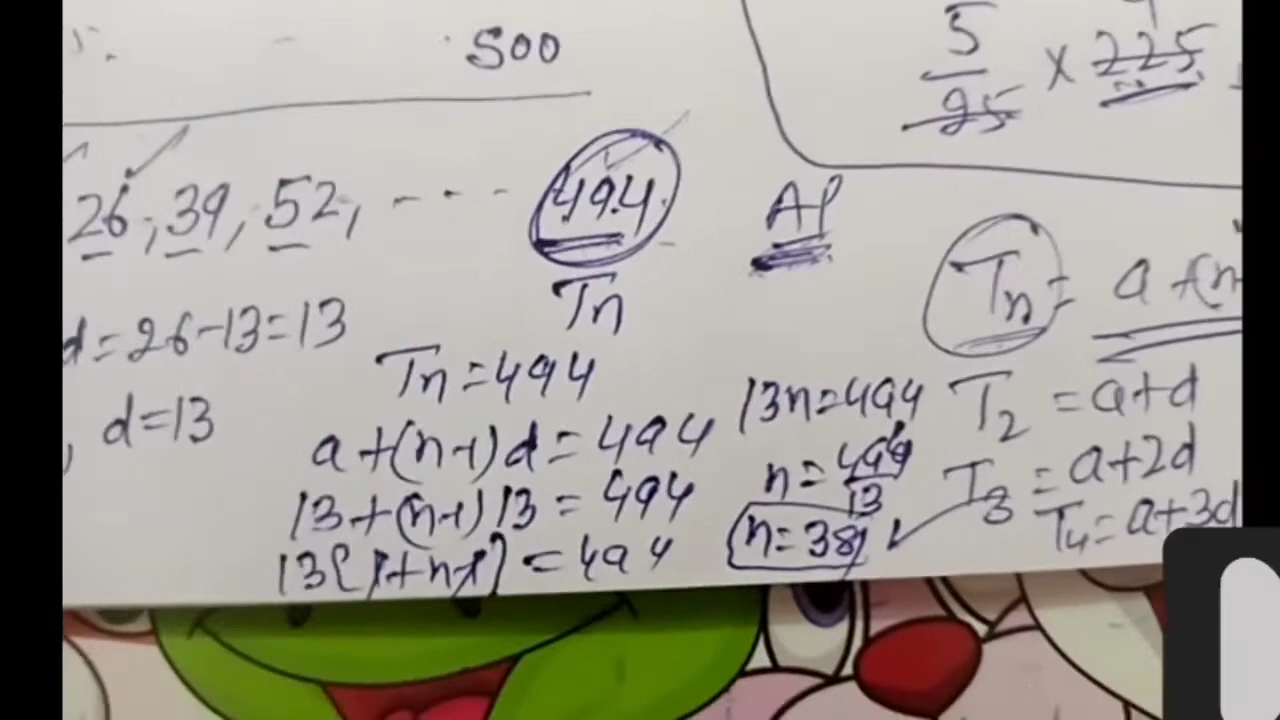 500
26, 39, 52, ---- 494
Tn
d=26-13=13
, d=13
Tn=494
a+(n-1)d=494
13+(n-1)13=494
13{1+n-1}=494
13n=494
n=494/13
n=38
5/25 × 225
AP
Tn= a+(n
T2=a+d
T3=a+2d
T4=a+3d